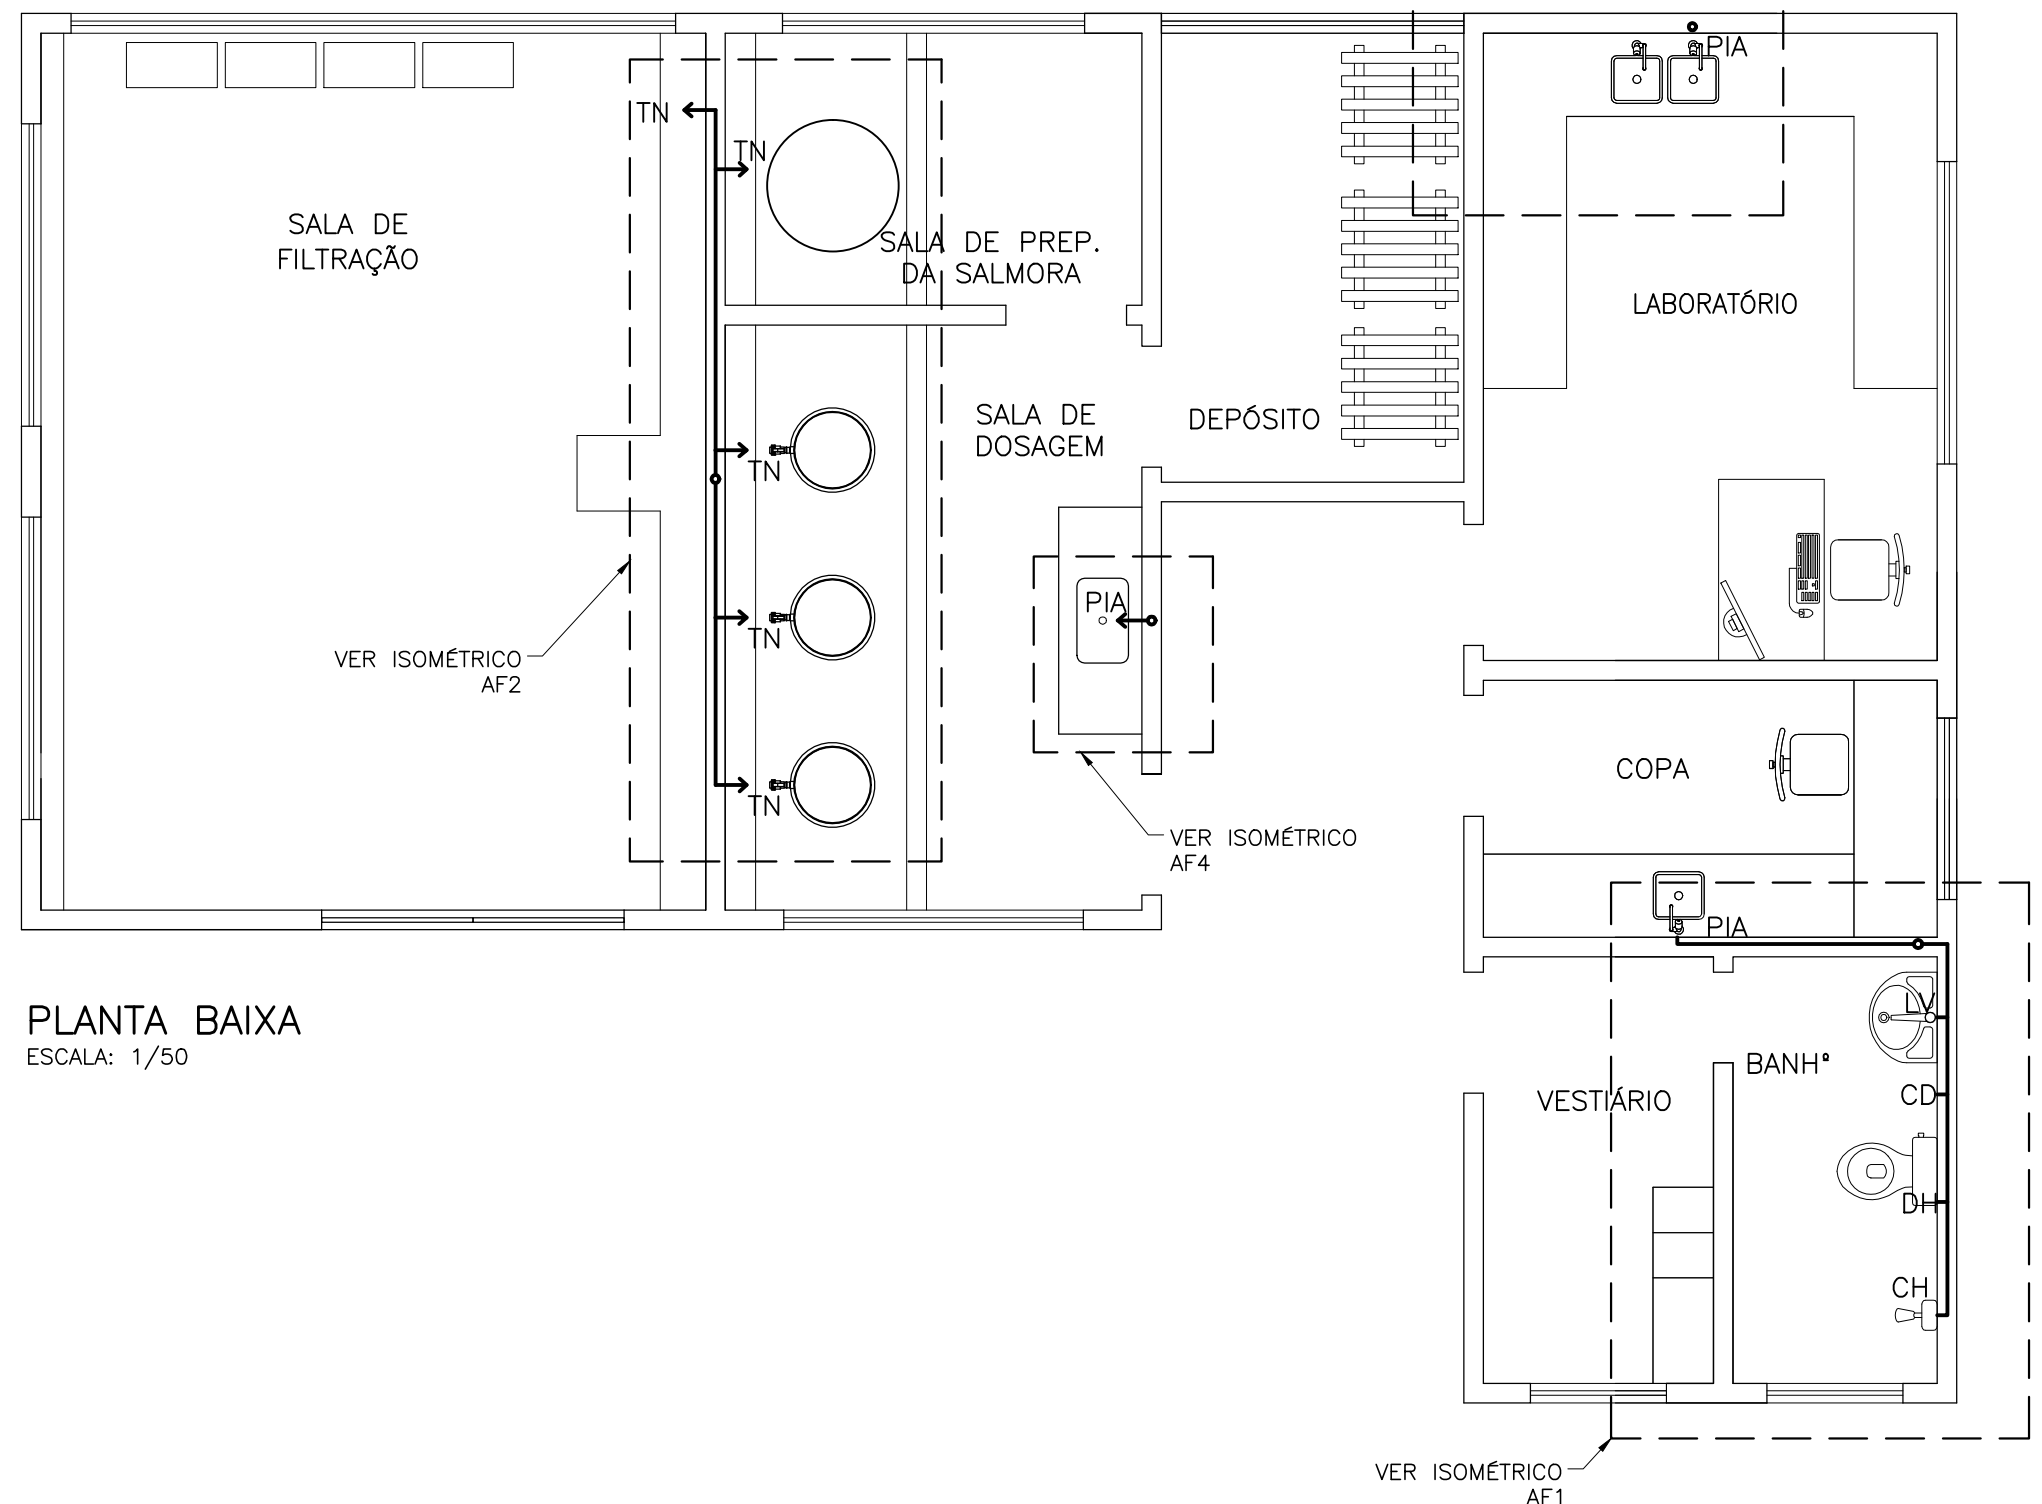 PIA
TN
TN
SALA DE
FILTRAÇÃO
SALA DE PREP.
DA SALMORA
LABORATÓRIO
SALA DE
DOSAGEM
DEPÓSITO
TN
PIA
TN
VER ISOMÉTRICO
AF2
COPA
TN
VER ISOMÉTRICO
AF4
PIA
PLANTA BAIXA
ESCALA: 1/50
LV
BANHº
VESTIÁRIO
CD
DH
CH
VER ISOMÉTRICO
AF1